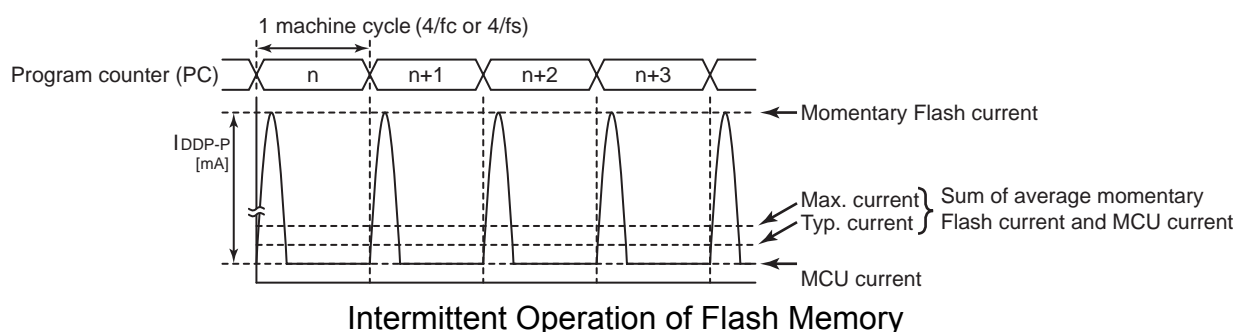 1 machine cycle (4/fc or 4/fs)
Program counter (PC)
n
n+1
n+2
n+3
Momentary Flash current
IDDP-P
[mA]
Max. current
Typ. current
Sum of average momentary
Flash current and MCU current
MCU current
Intermittent Operation of Flash Memory